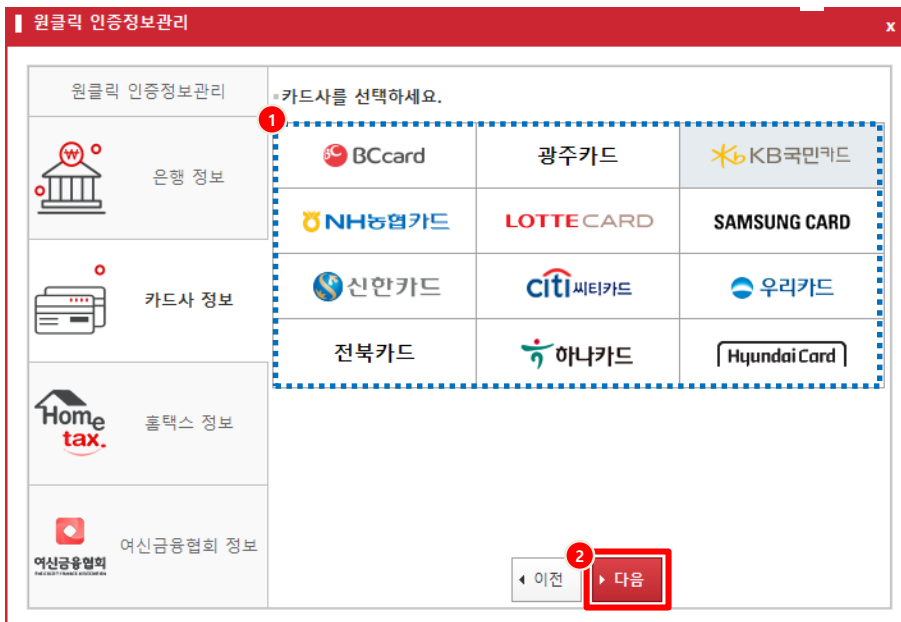 원클릭 인증정보관리
x
원클릭 인증정보관리
은행 정보
카드사 정보
Home
tax.
홈택스 정보
여신금융협회
여신금융협회 정보
카드사를 선택하세요.
1
BCcard 광주카드 KB국민카드
NH농협카드 LOTTE CARD SAMSUNG CARD
신한카드 citi씨티카드 우리카드
전북카드 하나카드 Hyundai Card
2
이전 다음